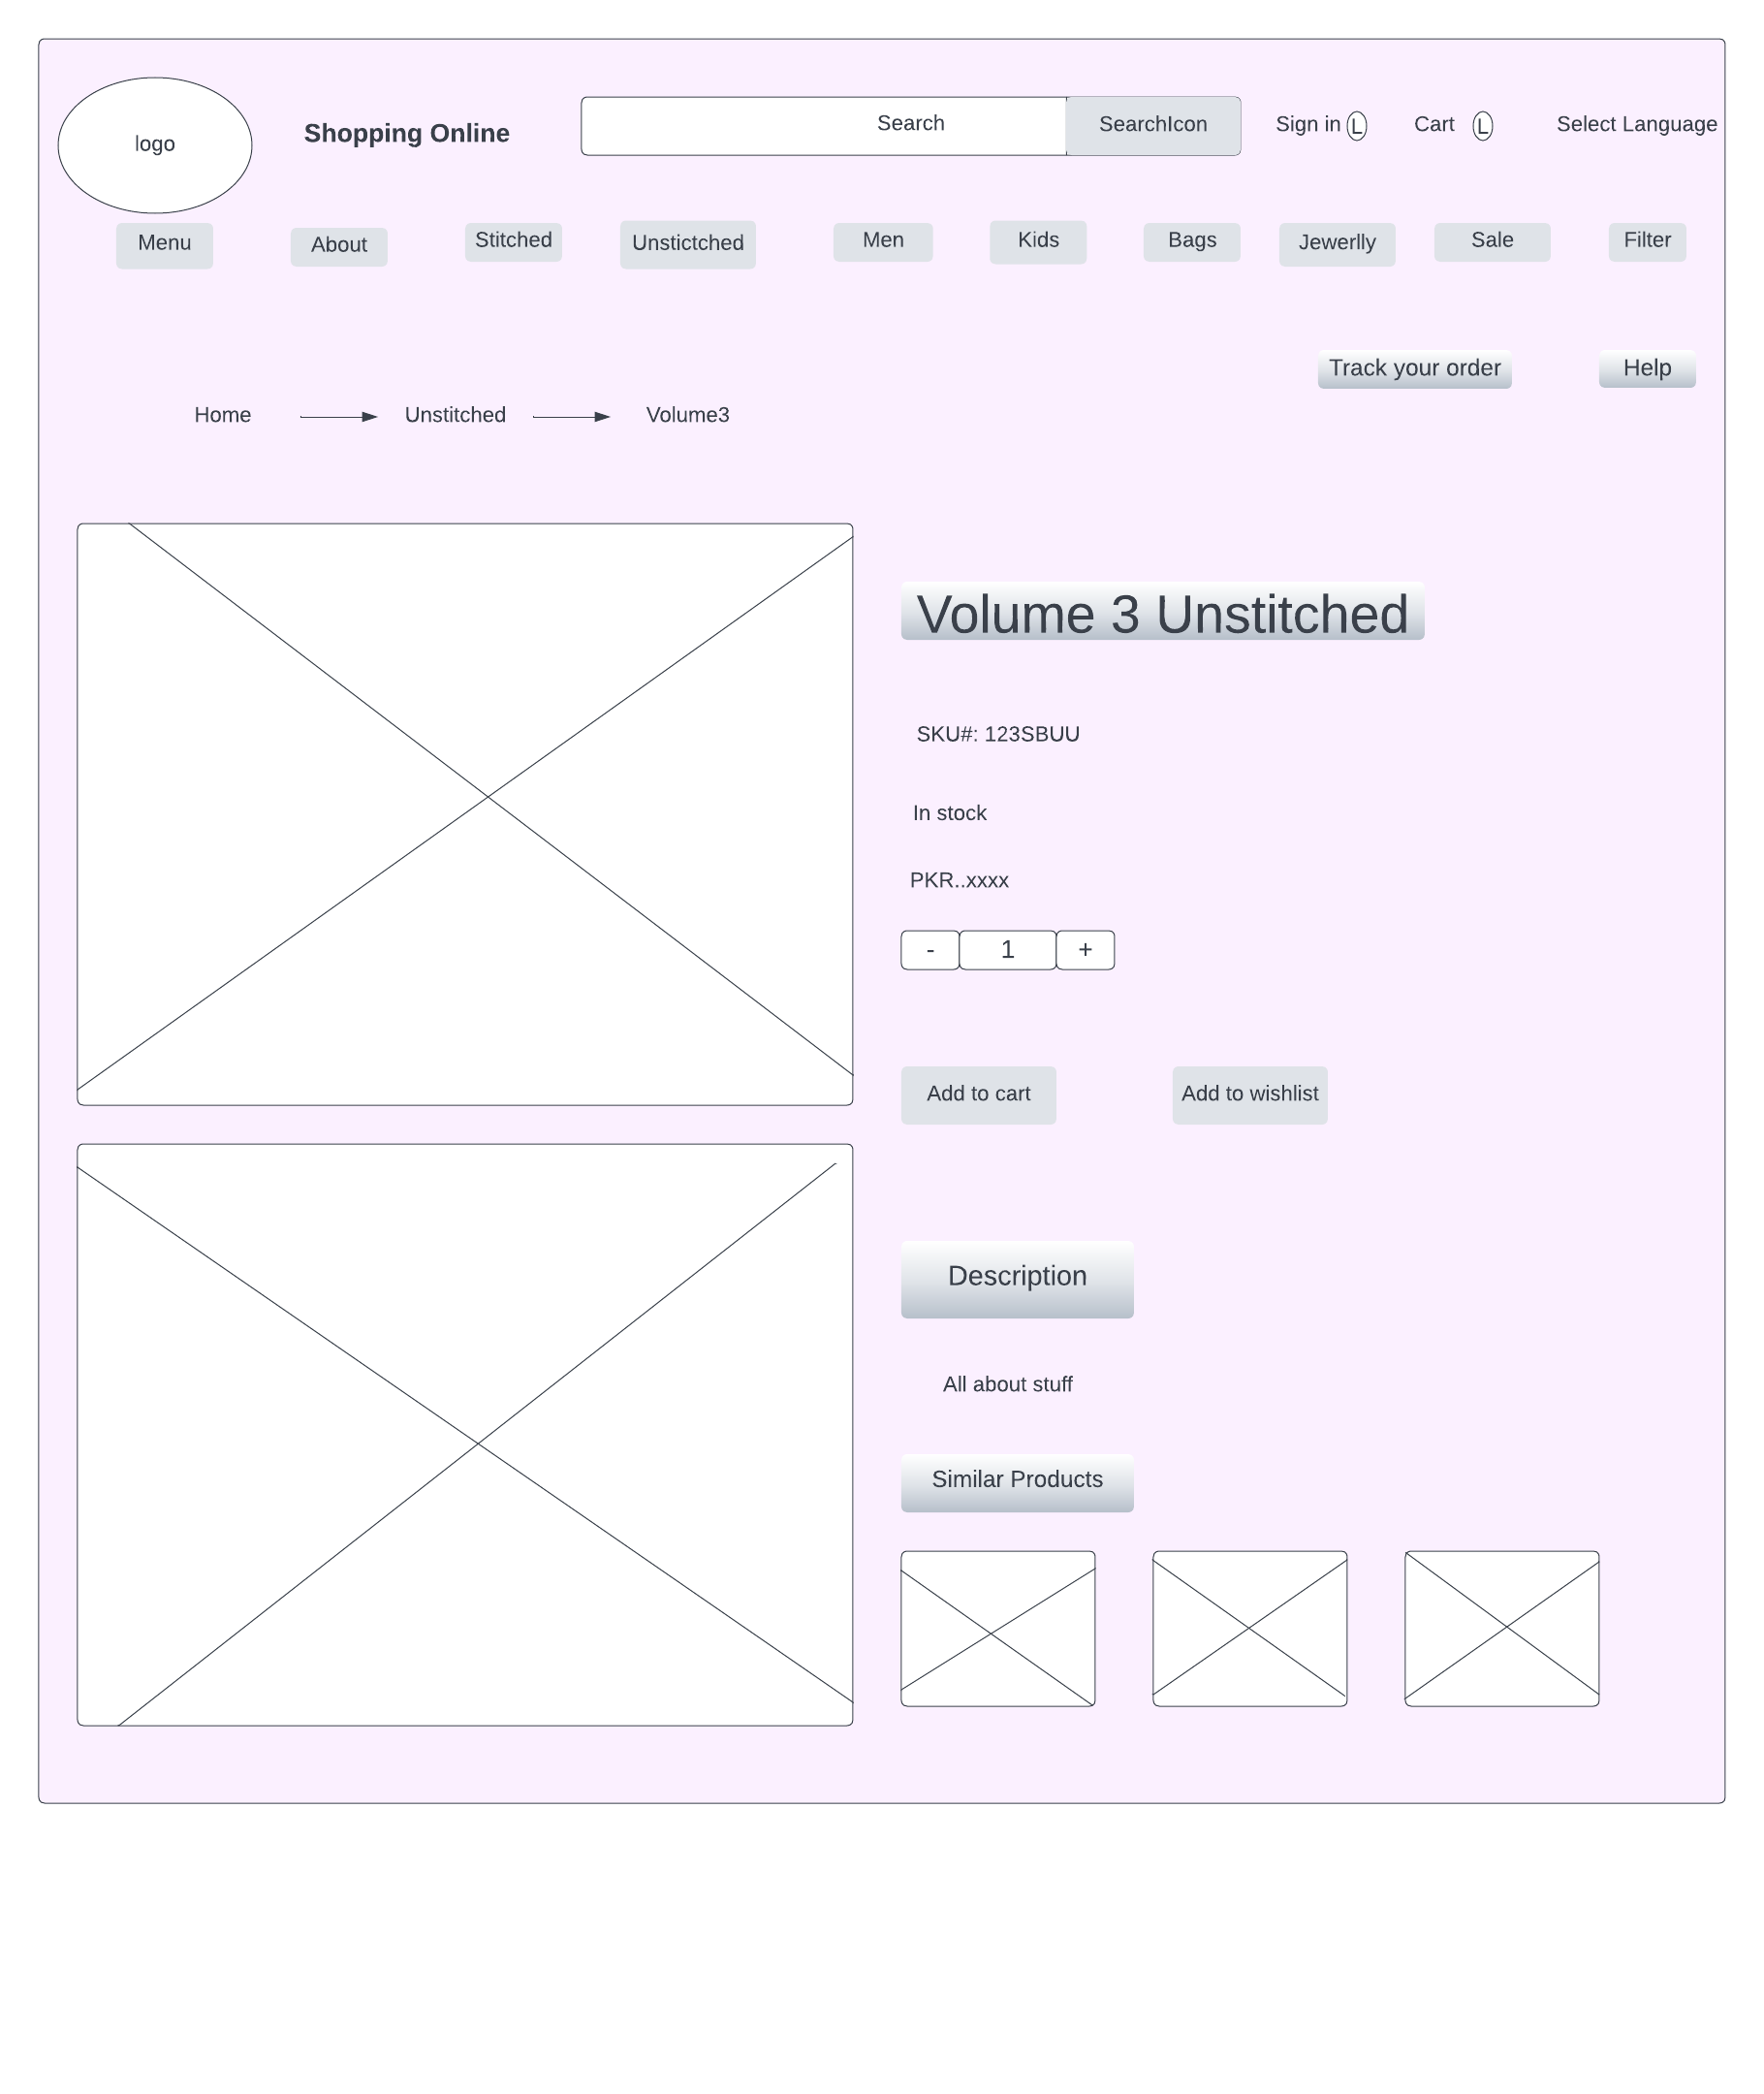 logo
Shopping Online
Search
SearchIcon
Sign in L
Cart L
Select Language
Menu
About
Stitched
Unstictched
Men
Kids
Bags
Jewerlly
Sale
Filter
Track your order
Help
Home
Unstitched
Volume3
Volume 3 Unstitched
SKU#: 123SBUU
In stock
PKR..xxxx
- 1 +
Add to cart
Add to wishlist
Description
All about stuff
Similar Products